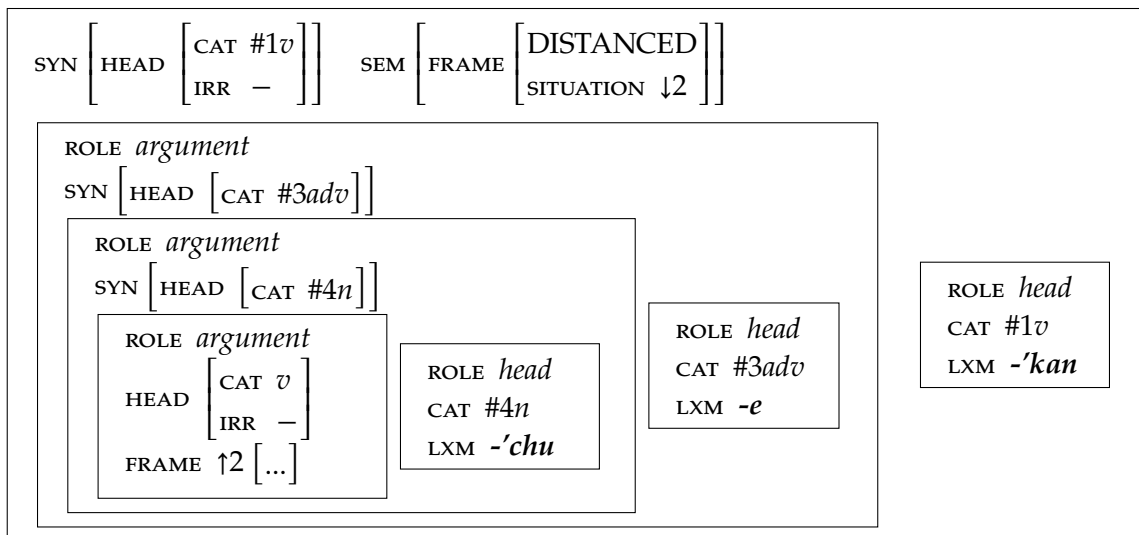 SYN [HEAD [CAT #1v IRR –]] SEM [FRAME [DISTANCED SITUATION ↓2]]
ROLE argument
SYN [HEAD [CAT #3adv]]
ROLE argument
SYN [HEAD [CAT #4n]]
ROLE argument
HEAD [CAT v IRR –]
FRAME ↑2 [...]
ROLE head
CAT #4n
LXM -'chu
ROLE head
CAT #3adv
LXM -e
ROLE head
CAT #1v
LXM -'kan